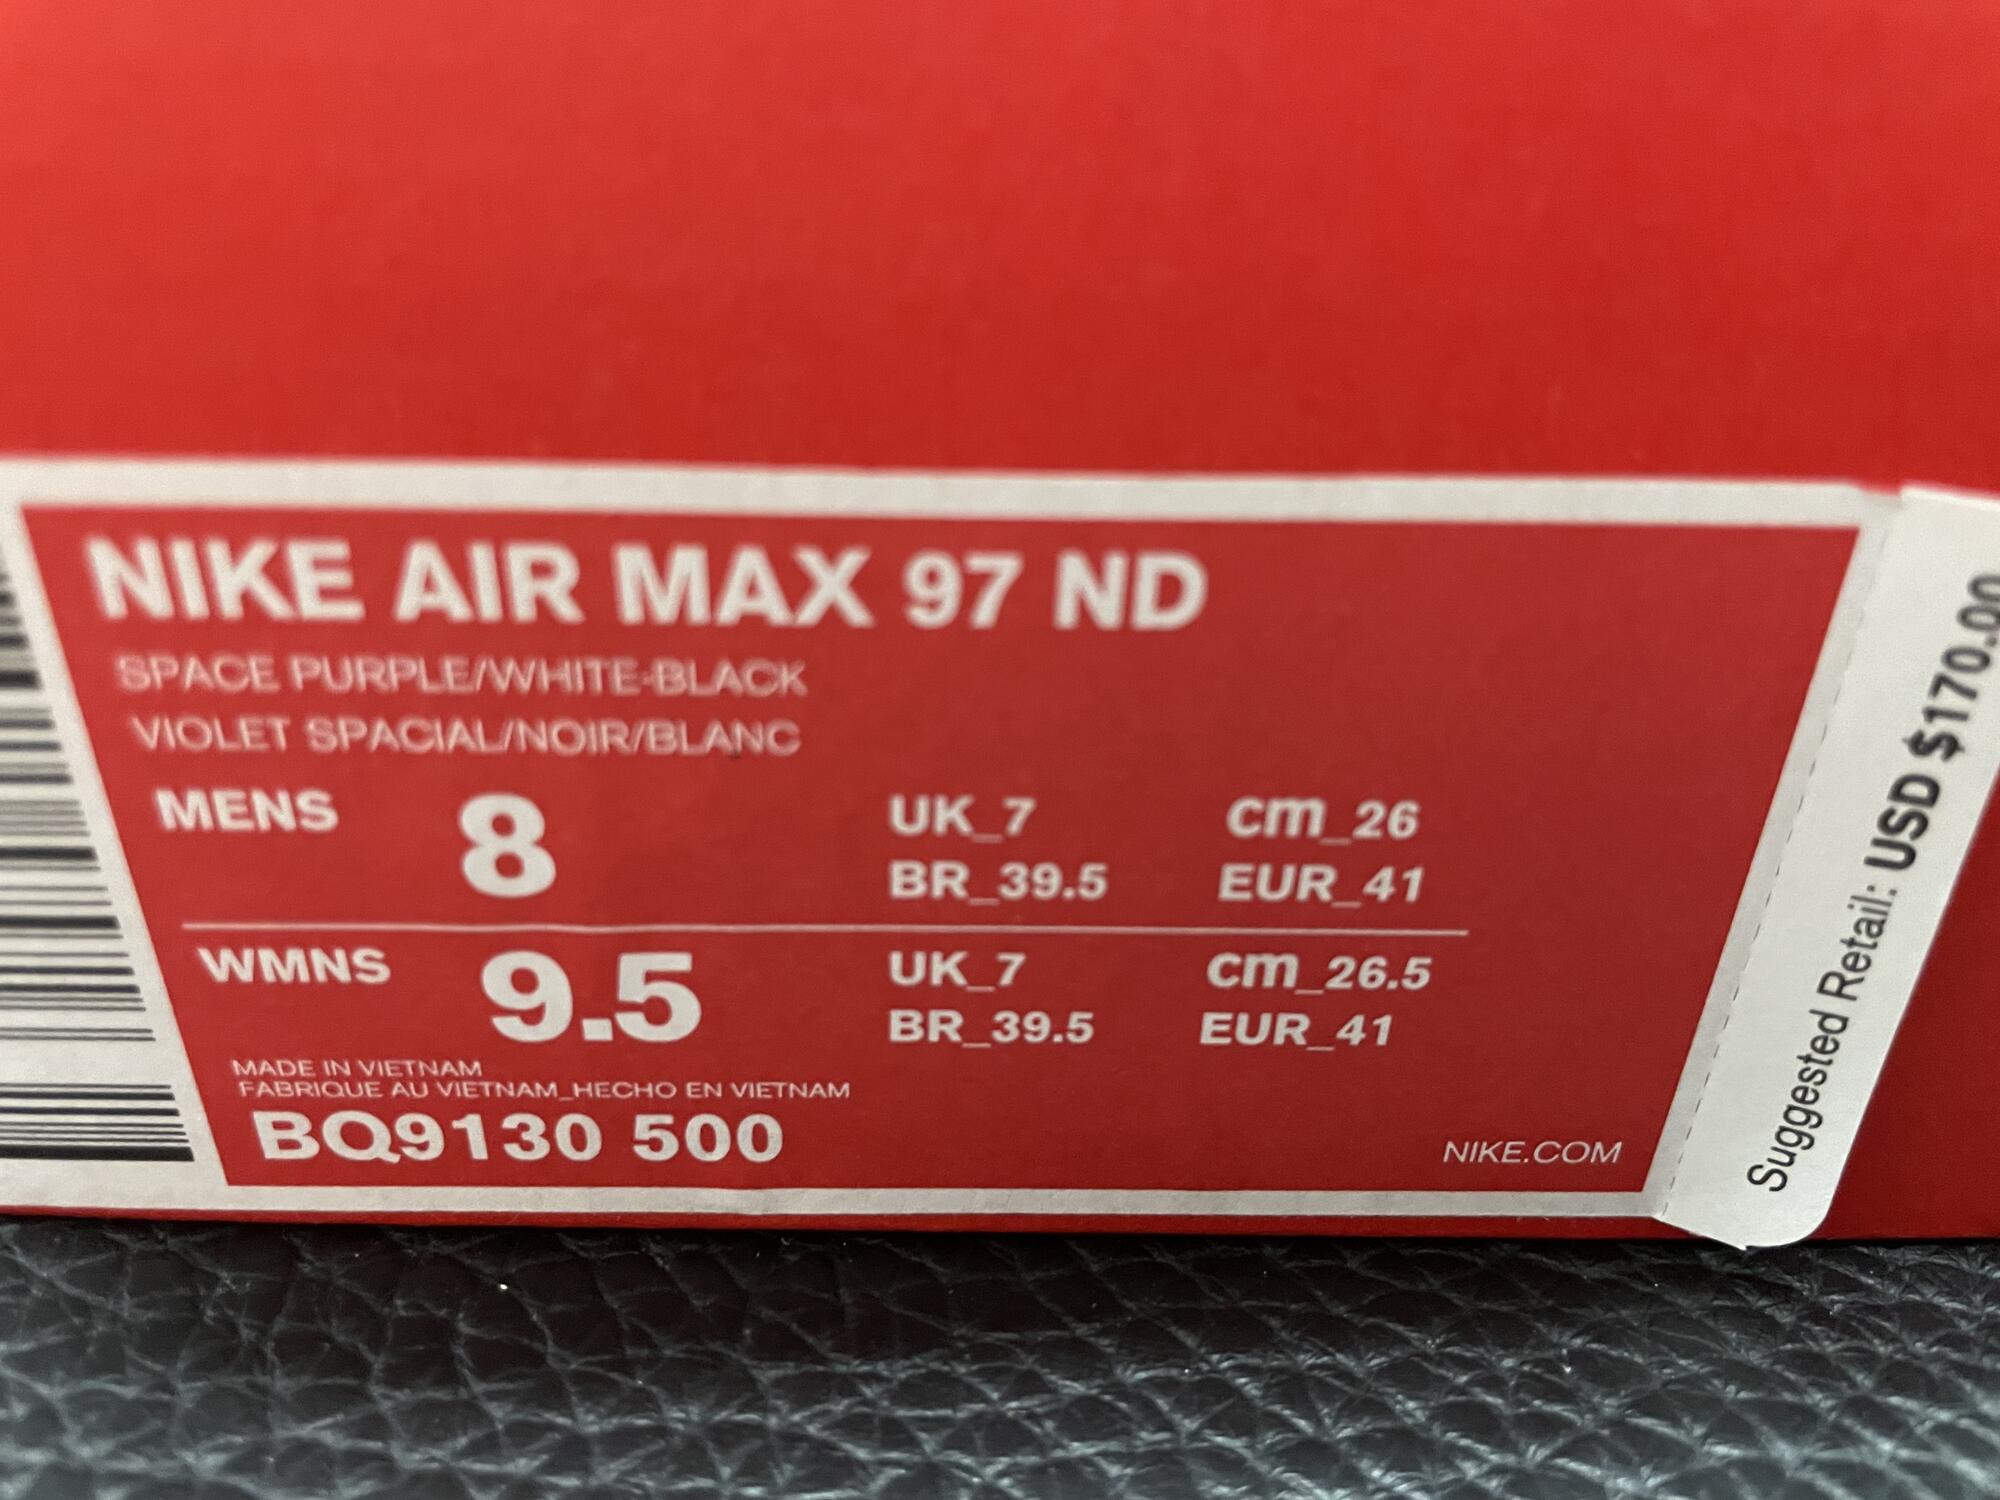 NIKE AIR MAX 97 ND
SPACE PURPLE/WHITE-BLACK
VIOLET SPACIAL/NOIR/BLANC
MENS 8 UK_7 cm_26
BR_39.5 EUR_41
WMNS 9.5 UK_7 cm_26.5
BR_39.5 EUR_41
MADE IN VIETNAM
FABRIQUE AU VIETNAM_HECHO EN VIETNAM
BQ9130 500
NIKE.COM
Suggested Retail: USD $170.00